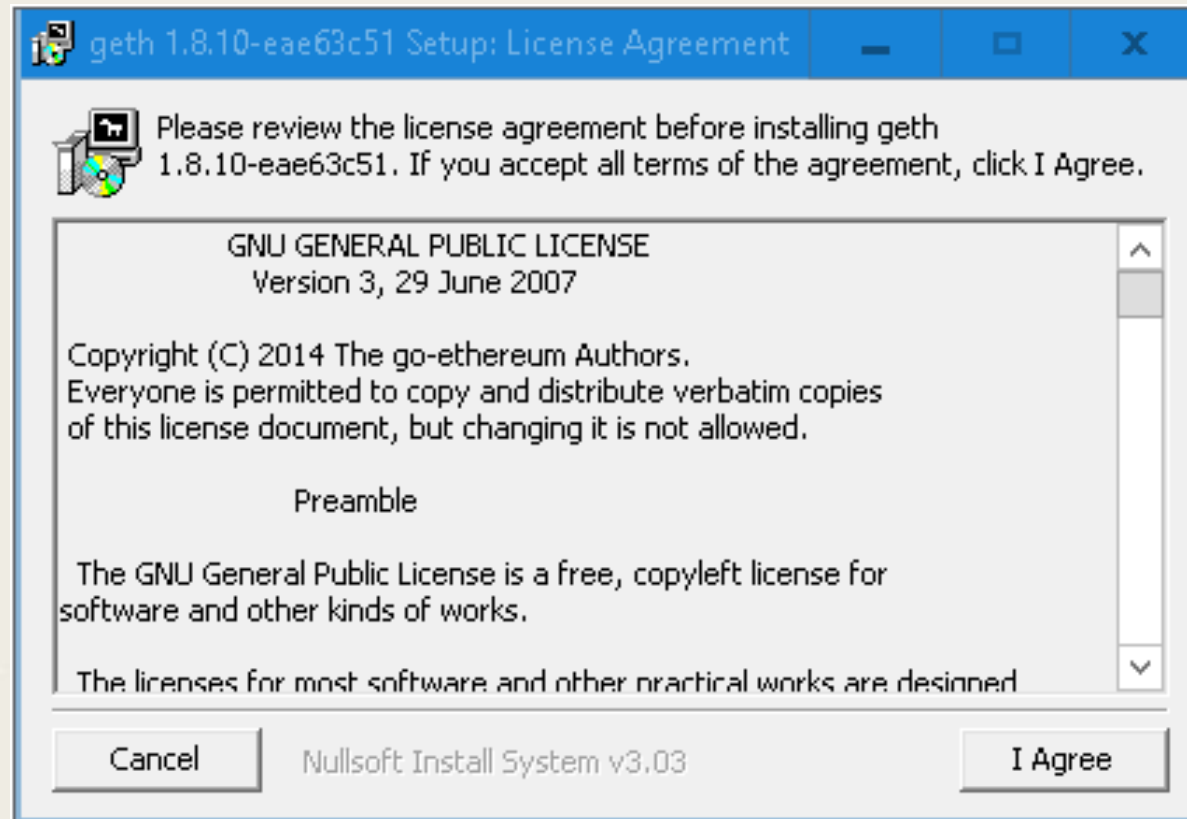 geth 1.8.10-eae63c51 Setup: License Agreement
Please review the license agreement before installing geth
1.8.10-eae63c51. If you accept all terms of the agreement, click I Agree.
GNU GENERAL PUBLIC LICENSE
Version 3, 29 June 2007
Copyright (C) 2014 The go-ethereum Authors.
Everyone is permitted to copy and distribute verbatim copies
of this license document, but changing it is not allowed.
Preamble
The GNU General Public License is a free, copyleft license for
software and other kinds of works.
The licenses for most software and other practical works are designed
Cancel
Nullsoft Install System v3.03
I Agree